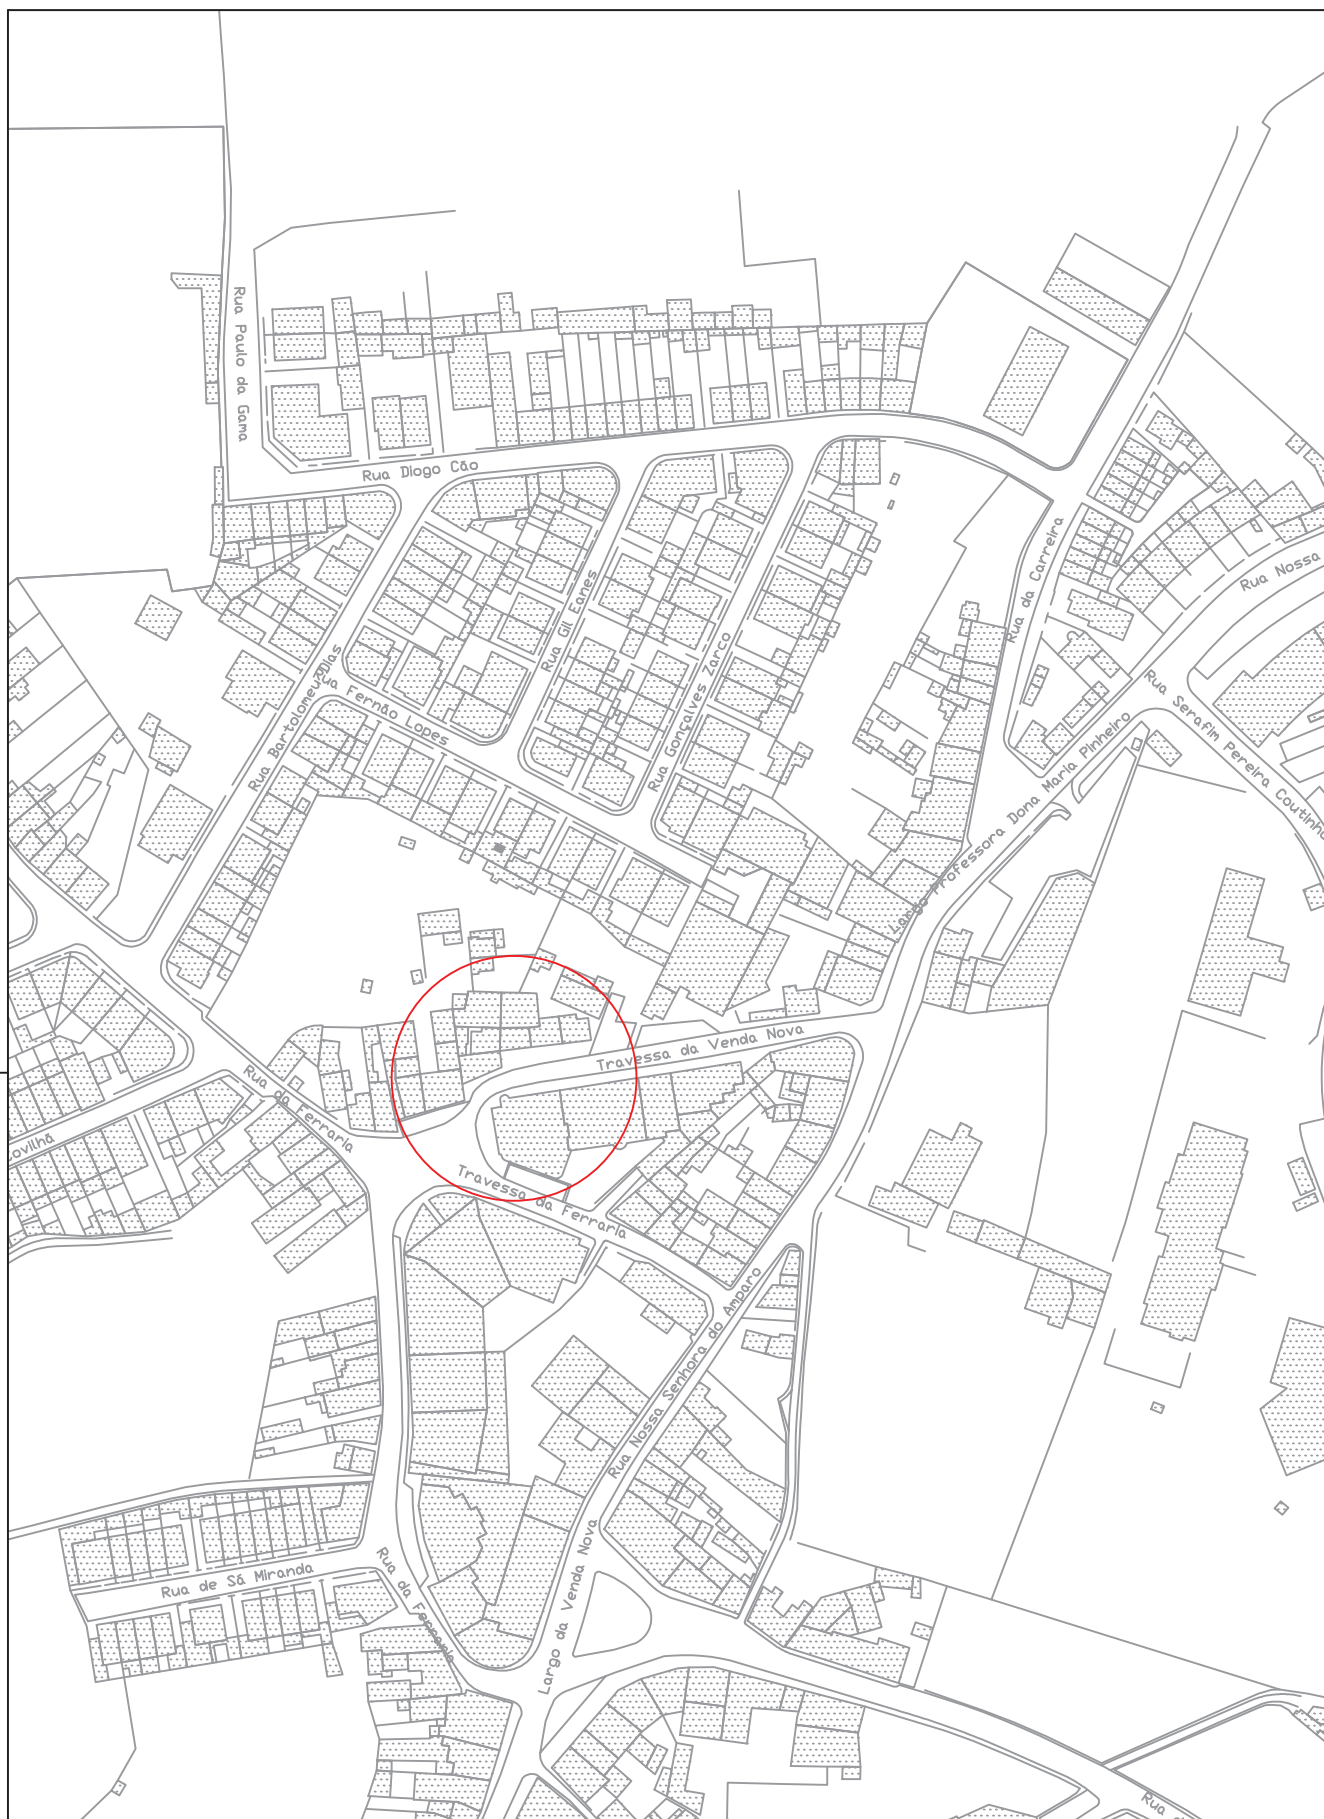 Rua Paulo da Gama
Rua Diogo Cão
Rua da Carreira
Rua Nossa
Rua Gil Eanes
Rua Gonçalves Zarco
Rua Bartolomeu Dias
Rua Fernão Lopes
Rua Serafim Pereira Coutinho
Largo Professora Dona Maria Pinheiro
Travessa da Venda Nova
Rua da Ferraria
ovilhã
Travessa da Ferraria
Rua Nossa Senhora do Amparo
Rua de Sá Miranda
Rua da Ferraria
Largo da Venda Nova